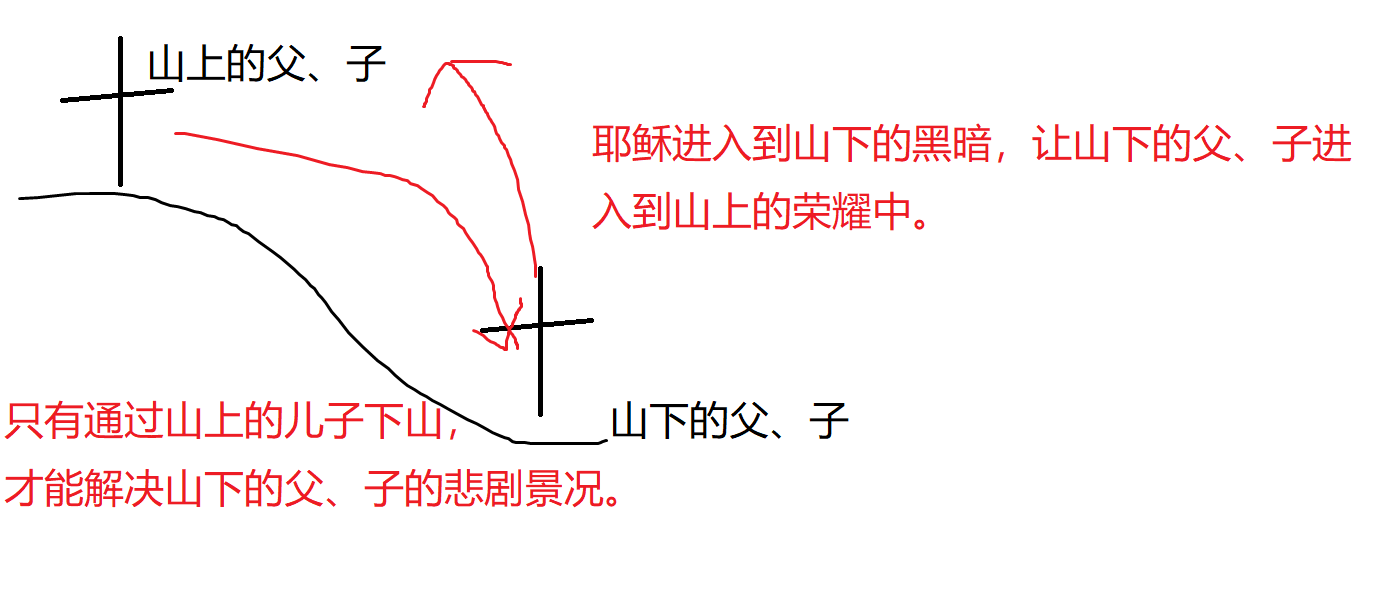 山上的父、子
耶稣进入到山下的黑暗，让山下的父、子进
入到山上的荣耀中。
只有通过山上的儿子下山，
山下的父、子
才能解决山下的父、子的悲剧景况。